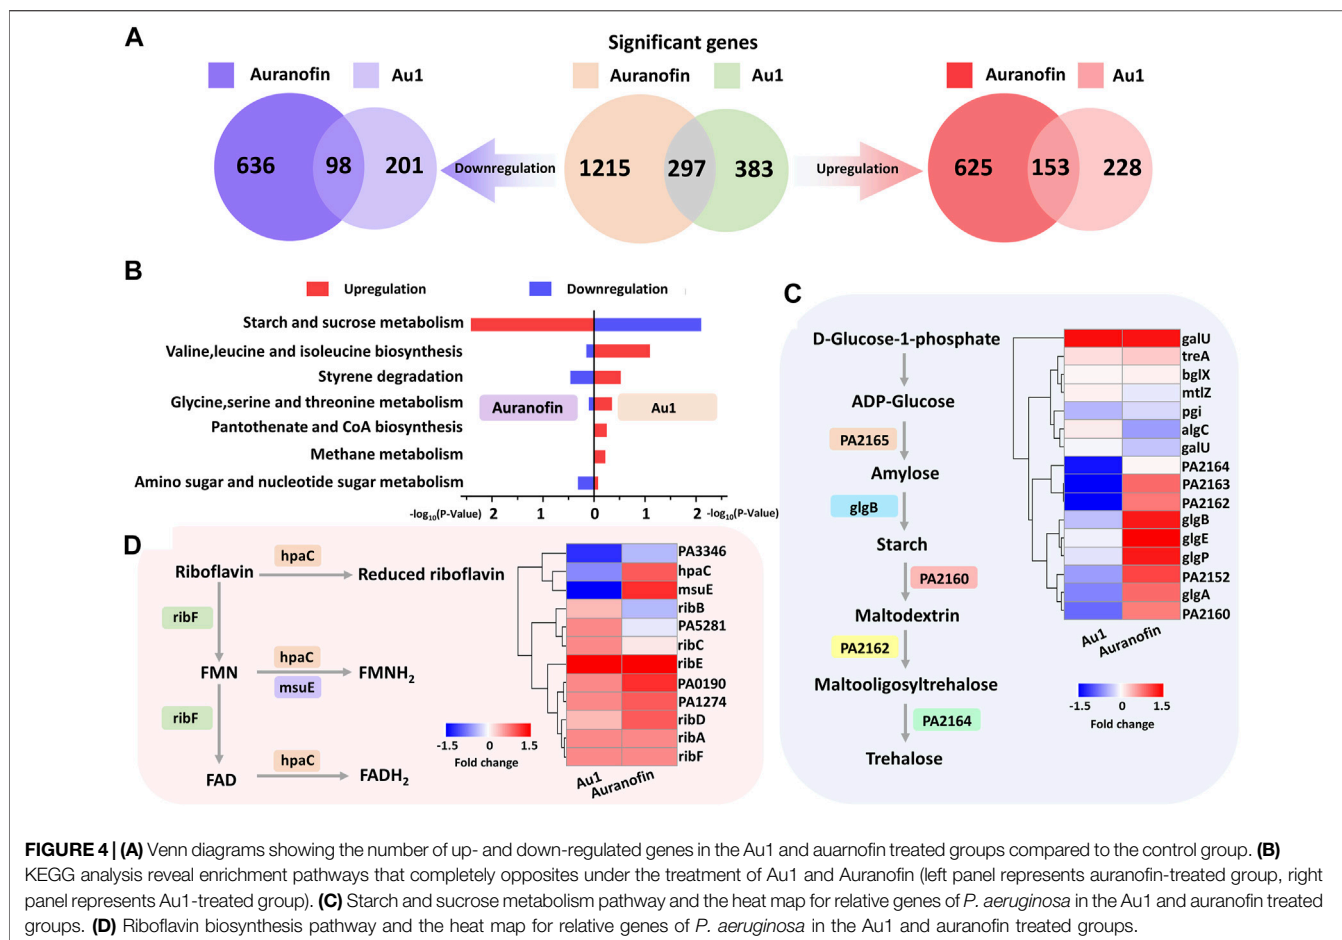 A
Significant genes
Auranofin Au1
Auranofin Au1
Auranofin Au1
636 98 201
Downregulation
1215 297 383
Upregulation
625 153 228
B
Upregulation Downregulation
Starch and sucrose metabolism
Valine,leucine and isoleucine biosynthesis
Styrene degradation
Glycine,serine and threonine metabolism
Pantothenate and CoA biosynthesis
Methane metabolism
Amino sugar and nucleotide sugar metabolism
Auranofin Au1
-log10(P-Value) 2 1 0 1 2 -log10(P-Value)
C
D-Glucose-1-phosphate
ADP-Glucose
PA2165
Amylose
glgB
Starch
PA2160
Maltodextrin
PA2162
Maltooligosyltrehalose
PA2164
Trehalose
galU
treA
bglX
mtlZ
pgi
algC
galU
PA2164
PA2163
PA2162
glgB
glgE
glgP
PA2152
glgA
PA2160
Au1 Auranofin
-1.5 0 1.5
Fold change
D
Riboflavin
hpaC
Reduced riboflavin
ribF
FMN
hpaC
msuE
FMNH2
ribF
FAD
hpaC
FADH2
PA3346
hpaC
msuE
ribB
PA5281
ribC
ribE
PA0190
PA1274
ribD
ribA
ribF
Au1 Auranofin
-1.5 0 1.5
Fold change
FIGURE 4 | (A) Venn diagrams showing the number of up- and down-regulated genes in the Au1 and auarnofin treated groups compared to the control group. (B)
KEGG analysis reveal enrichment pathways that completely opposites under the treatment of Au1 and Auranofin (left panel represents auranofin-treated group, right
panel represents Au1-treated group). (C) Starch and sucrose metabolism pathway and the heat map for relative genes of P. aeruginosa in the Au1 and auranofin treated
groups. (D) Riboflavin biosynthesis pathway and the heat map for relative genes of P. aeruginosa in the Au1 and auranofin treated groups.